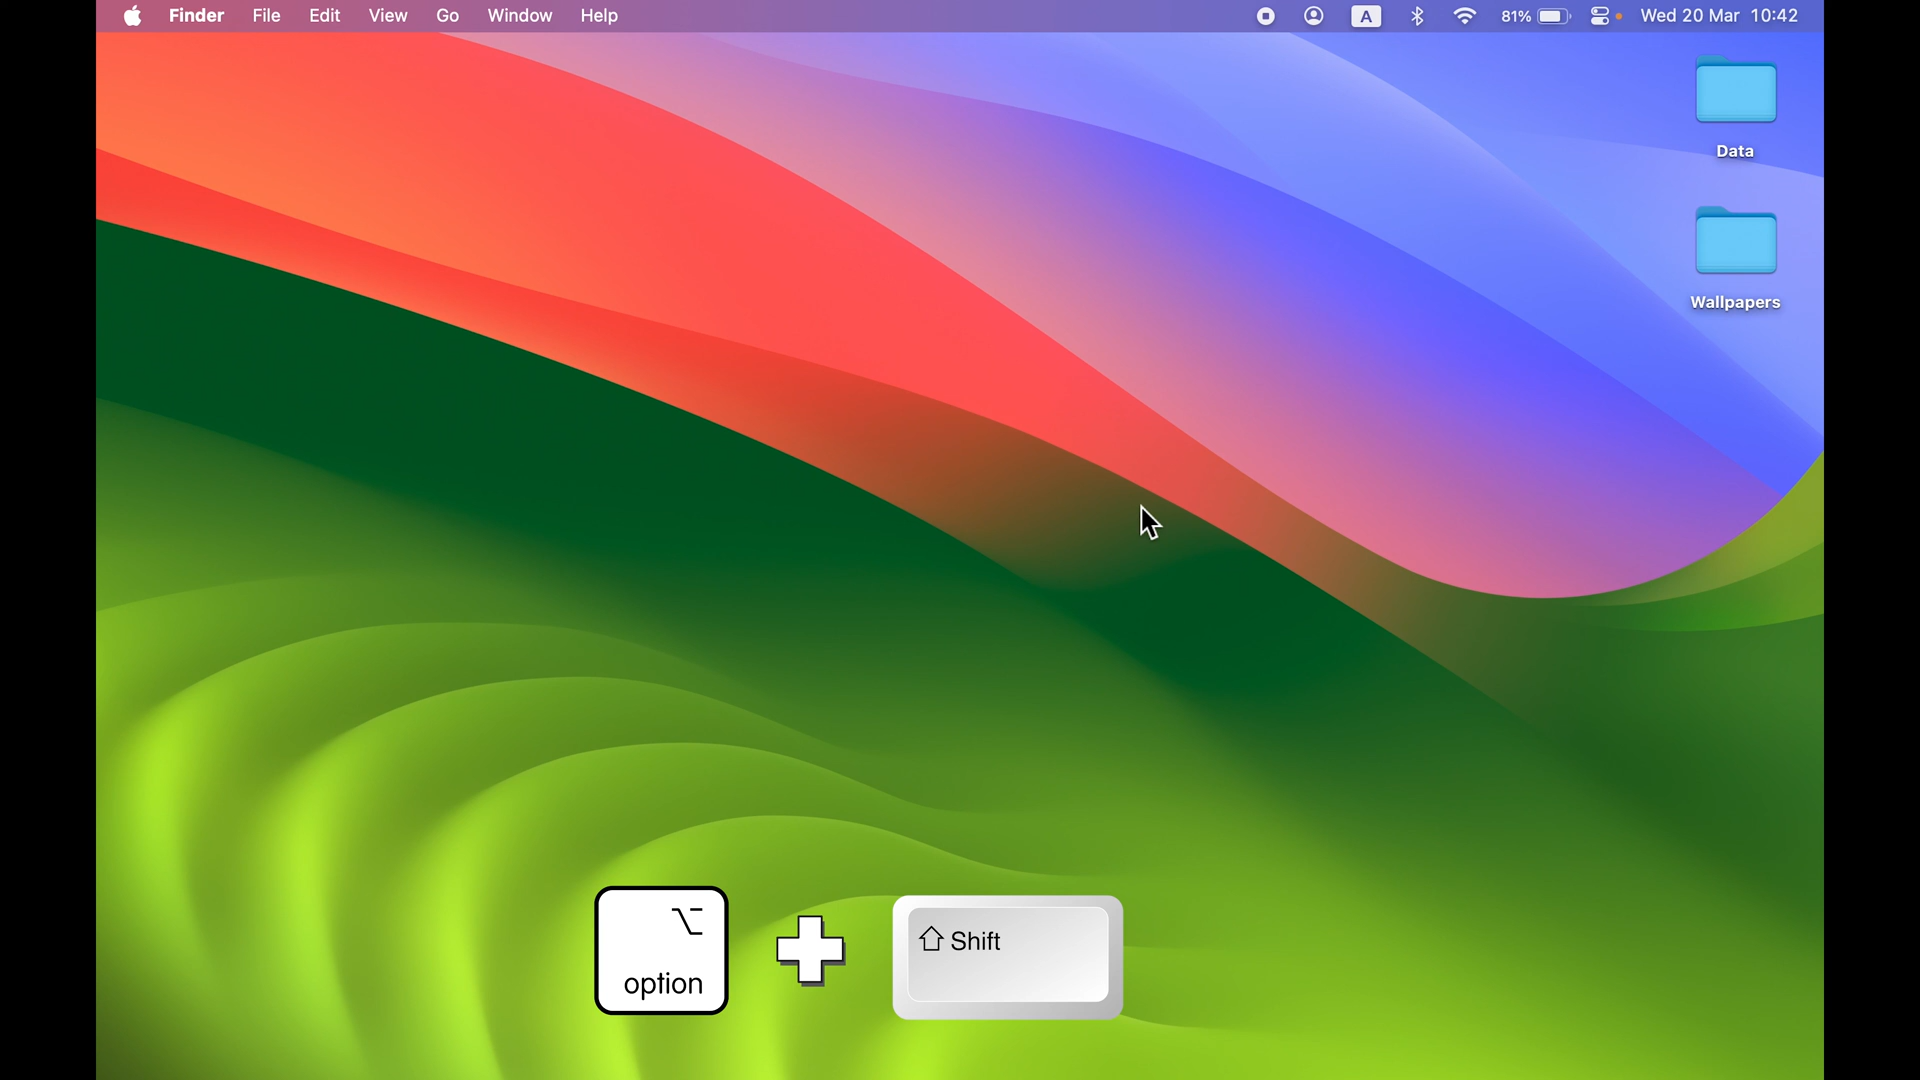 Finder File Edit View Go Window Help A 81% Wed 20 Mar 10:42
Data
Wallpapers
⌥
option
⇧ Shift